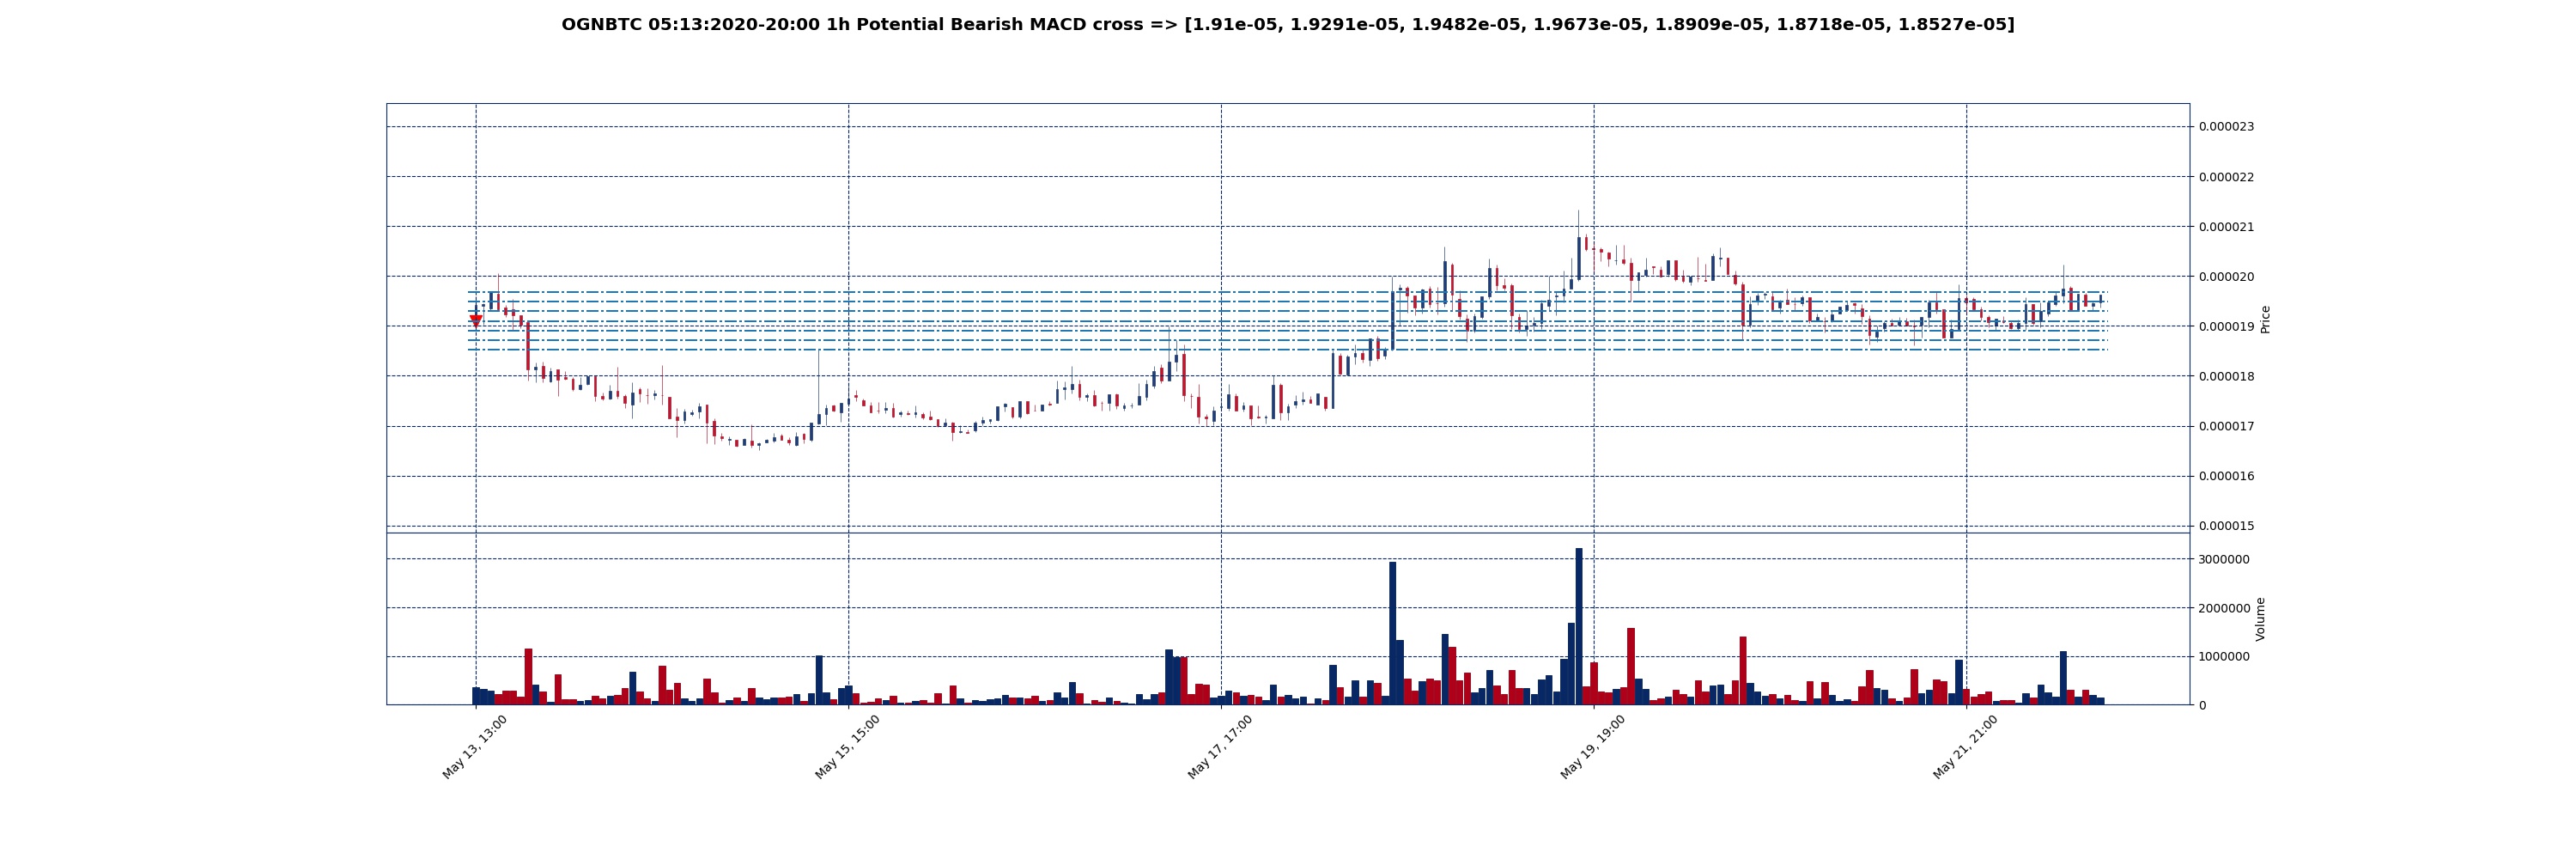 OGNBTC 05:13:2020-20:00 1h Potential Bearish MACD cross => [1.91e-05, 1.9291e-05, 1.9482e-05, 1.9673e-05, 1.8909e-05, 1.8718e-05, 1.8527e-05]
0.000023
0.000022
0.000021
0.000020
0.000019
0.000018
0.000017
0.000016
0.000015
Price
3000000
2000000
1000000
0
Volume
May 13, 13:00
May 15, 15:00
May 17, 17:00
May 19, 19:00
May 21, 21:00